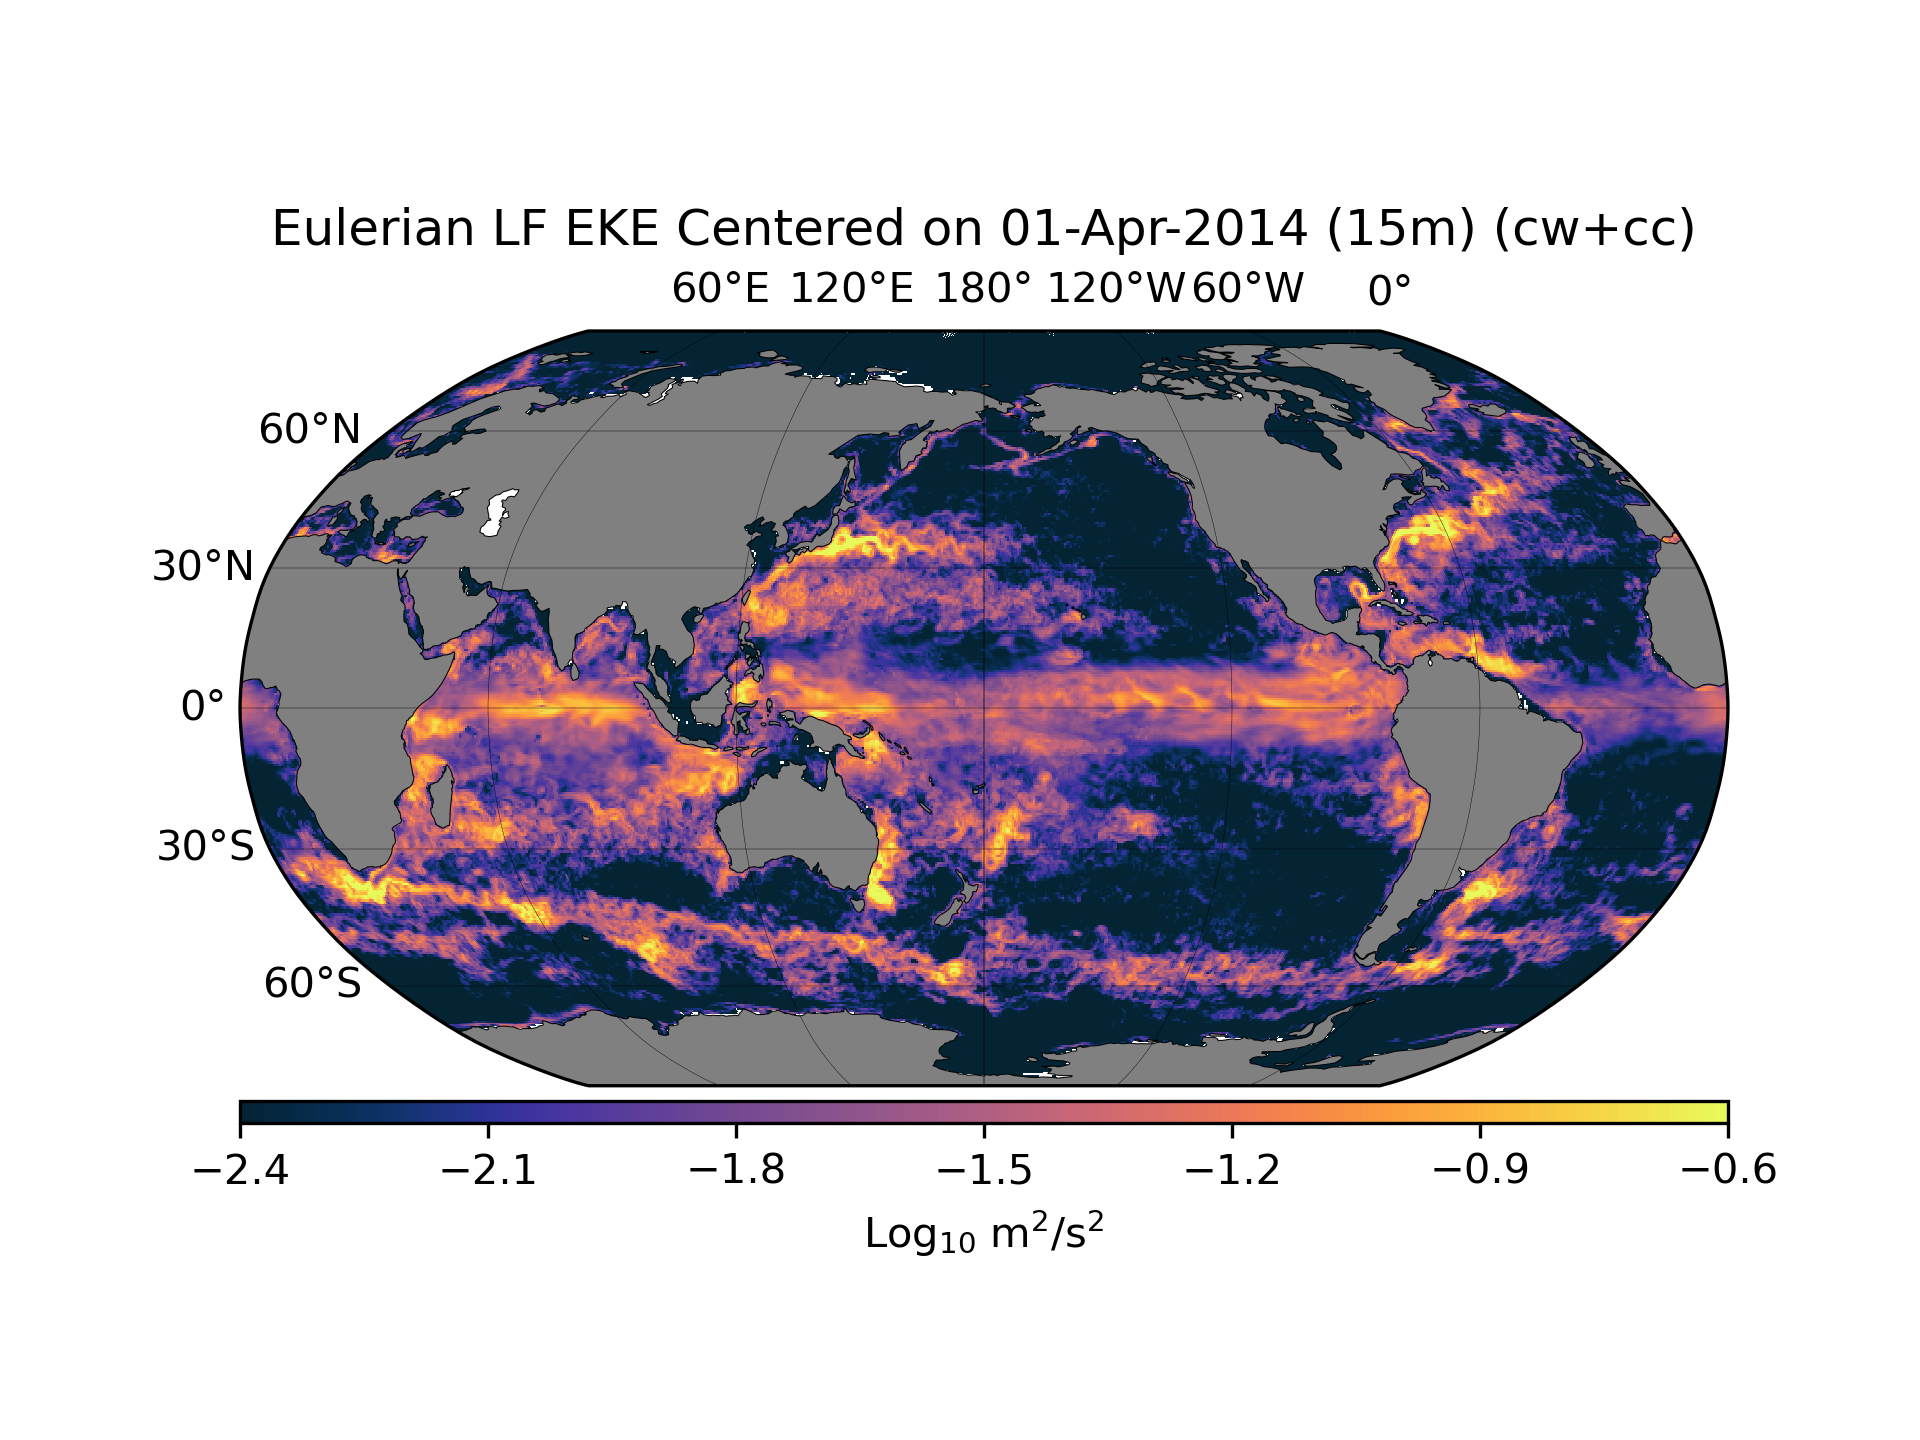 Eulerian LF EKE Centered on 01-Apr-2014 (15m) (cw+cc)
60°E 120°E 180° 120°W 60°W 0°
60°N
30°N
0°
30°S
60°S
−2.4 −2.1 −1.8 −1.5 −1.2 −0.9 −0.6
Log₁₀ m²/s²